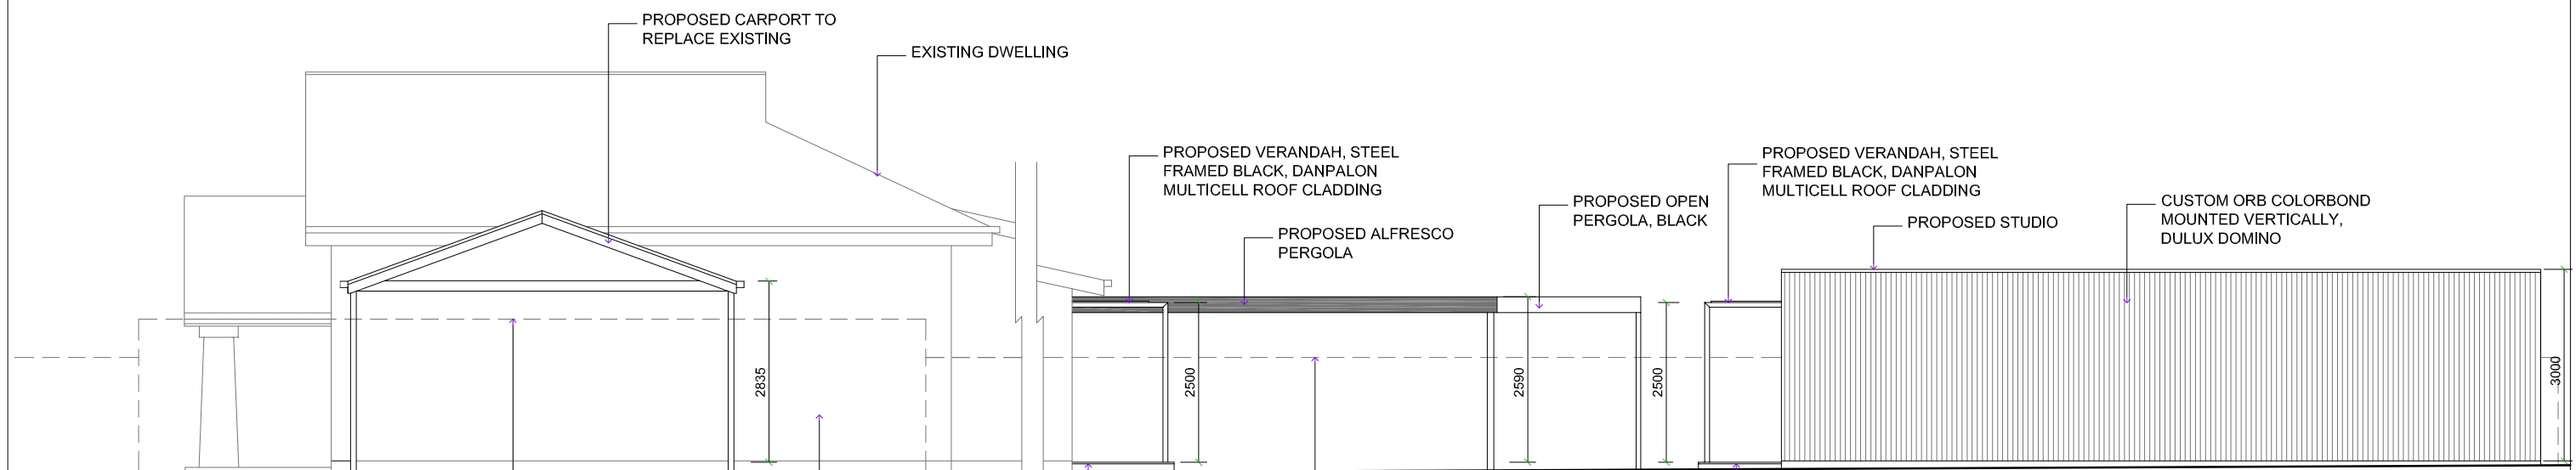 PROPOSED CARPORT TO
REPLACE EXISTING
EXISTING DWELLING
PROPOSED VERANDAH, STEEL
FRAMED BLACK, DANPALON
MULTICELL ROOF CLADDING
PROPOSED ALFRESCO
PERGOLA
PROPOSED OPEN
PERGOLA, BLACK
PROPOSED VERANDAH, STEEL
FRAMED BLACK, DANPALON
MULTICELL ROOF CLADDING
PROPOSED STUDIO
CUSTOM ORB COLORBOND
MOUNTED VERTICALLY,
DULUX DOMINO
2835
2500
2590
2500
3000